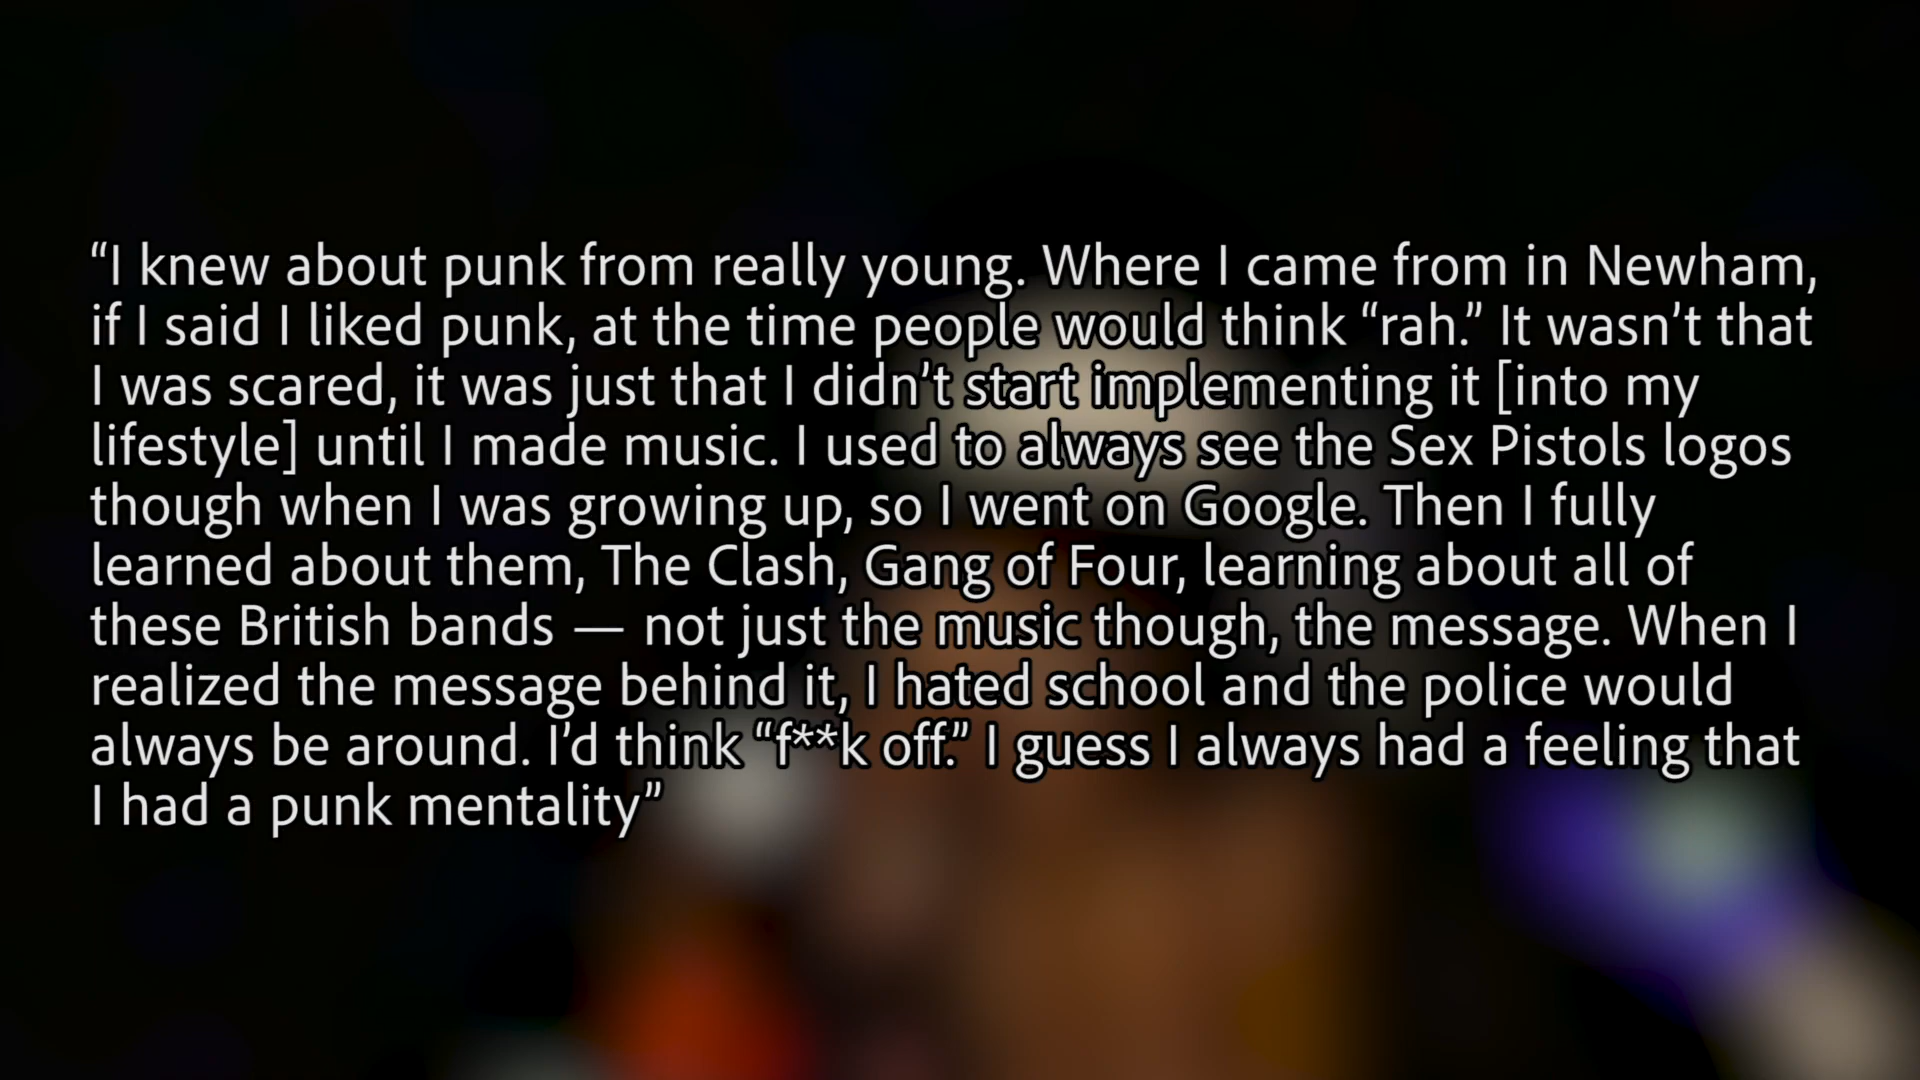 “I knew about punk from really young. Where I came from in Newham,
if I said I liked punk, at the time people would think “rah.” It wasn’t that
I was scared, it was just that I didn’t start implementing it [into my
lifestyle] until I made music. I used to always see the Sex Pistols logos
though when I was growing up, so I went on Google. Then I fully
learned about them, The Clash, Gang of Four, learning about all of
these British bands — not just the music though, the message. When I
realized the message behind it, I hated school and the police would
always be around. I’d think “f**k off.” I guess I always had a feeling that
I had a punk mentality”